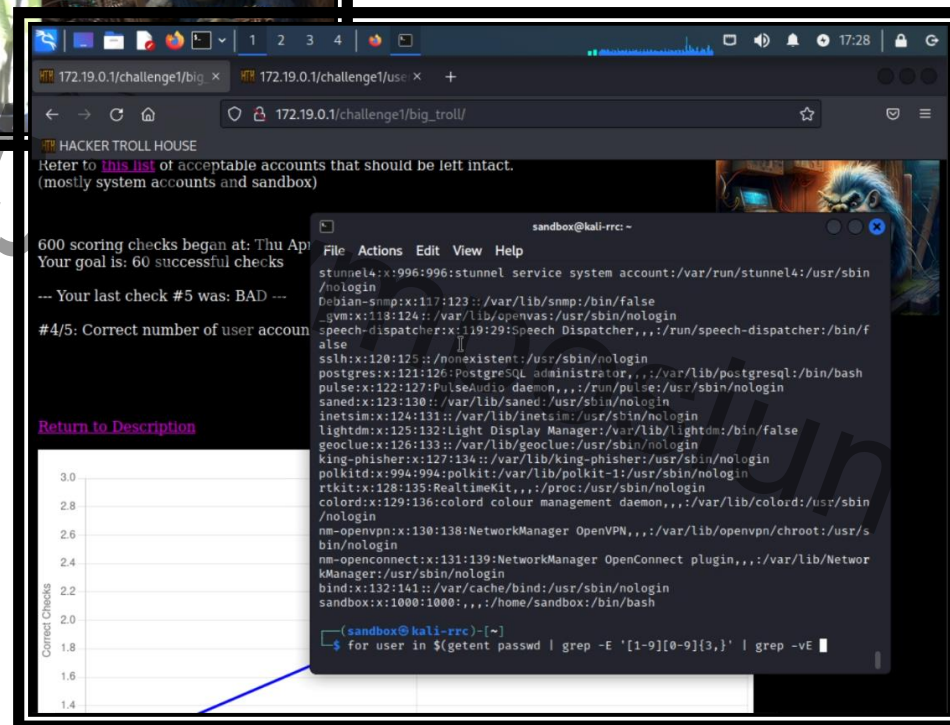 1 2 3 4
17:28
172.19.0.1/challenge1/big_
172.19.0.1/challenge1/use
172.19.0.1/challenge1/big_troll/
HACKER TROLL HOUSE
Refer to this list of acceptable accounts that should be left intact.
(mostly system accounts and sandbox)
600 scoring checks began at: Thu Ap
Your goal is: 60 successful checks
--- Your last check #5 was: BAD ---
#4/5: Correct number of user accoun
Return to Description
3.0
2.8
2.6
2.4
2.2
2.0
1.8
1.6
1.4
Correct Checks
sandbox@kali-rrc: ~
File Actions Edit View Help
stunnel4:x:996:996:stunnel service system account:/var/run/stunnel4:/usr/sbin
/nologin
Debian-snmp:x:117:123::/var/lib/snmp:/bin/false
_gvm:x:118:124::/var/lib/openvas:/usr/sbin/nologin
speech-dispatcher:x:119:29:Speech Dispatcher,,,:/run/speech-dispatcher:/bin/f
alse
sslh:x:120:125::/nonexistent:/usr/sbin/nologin
postgres:x:121:126:PostgreSQL administrator,,,:/var/lib/postgresql:/bin/bash
pulse:x:122:127:PulseAudio daemon,,,:/run/pulse:/usr/sbin/nologin
saned:x:123:130::/var/lib/saned:/usr/sbin/nologin
inetsim:x:124:131::/var/lib/inetsim:/usr/sbin/nologin
lightdm:x:125:132:Light Display Manager:/var/lib/lightdm:/bin/false
geoclue:x:126:133::/var/lib/geoclue:/usr/sbin/nologin
king-phisher:x:127:134::/var/lib/king-phisher:/usr/sbin/nologin
polkitd:x:994:994:polkit:/var/lib/polkit-1:/usr/sbin/nologin
rtkit:x:128:135:RealtimeKit,,,:/proc:/usr/sbin/nologin
colord:x:129:136:colord colour management daemon,,,:/var/lib/colord:/usr/sbin
/nologin
nm-openvpn:x:130:138:NetworkManager OpenVPN,,,:/var/lib/openvpn/chroot:/usr/s
bin/nologin
nm-openconnect:x:131:139:NetworkManager OpenConnect plugin,,,:/var/lib/Networ
kManager:/usr/sbin/nologin
bind:x:132:141::/var/cache/bind:/usr/sbin/nologin
sandbox:x:1000:1000:,,,:/home/sandbox:/bin/bash
(sandbox㉿kali-rrc)-[~]
$ for user in $(getent passwd | grep -E '[1-9][0-9]{3,}' | grep -vE